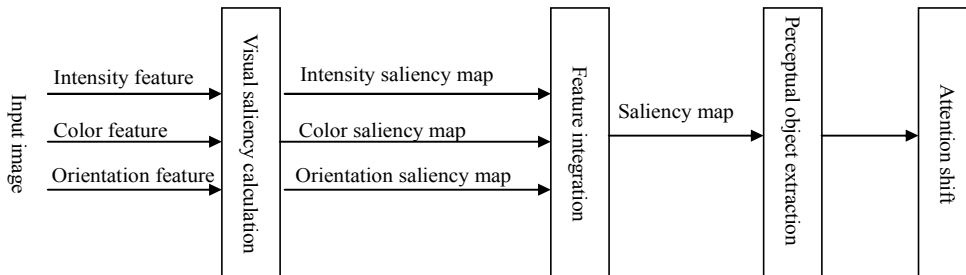 Input image
Intensity feature
Color feature
Orientation feature
Visual saliency calculation
Intensity saliency map
Color saliency map
Orientation saliency map
Feature integration
Saliency map
Perceptual object extraction
Attention shift